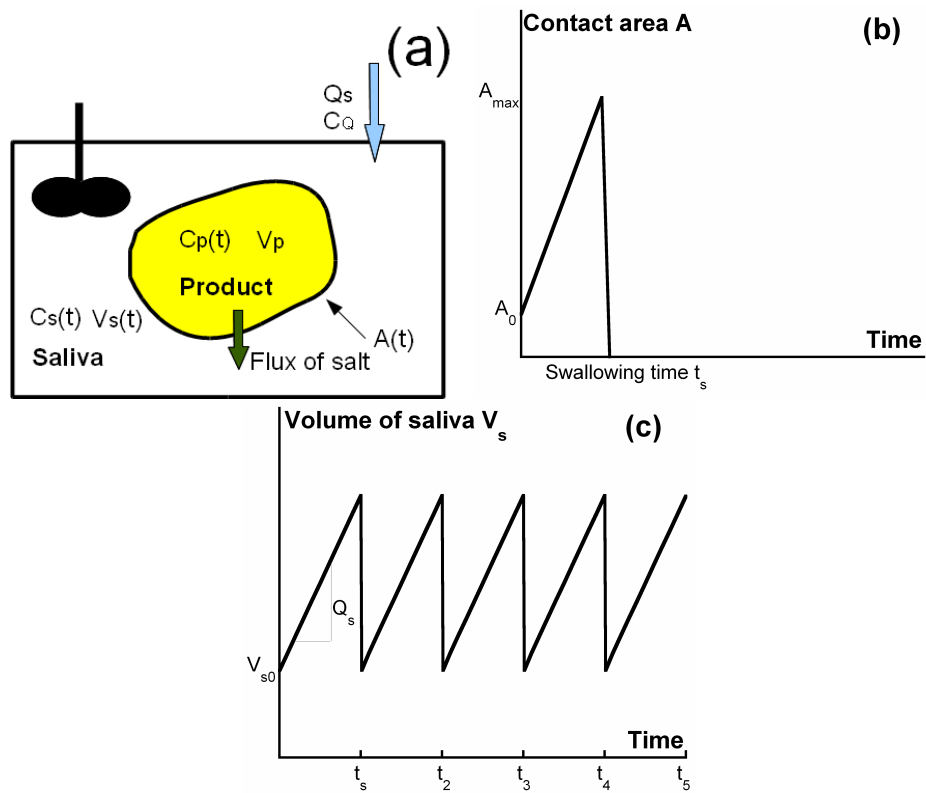 (a)
Qs
CQ
Cp(t) Vp
Product
Cs(t) Vs(t)
Saliva
A(t)
Flux of salt
Contact area A
(b)
Amax
A0
Time
Swallowing time ts
Volume of saliva Vs
(c)
Qs
Vs0
Time
ts t2 t3 t4 t5